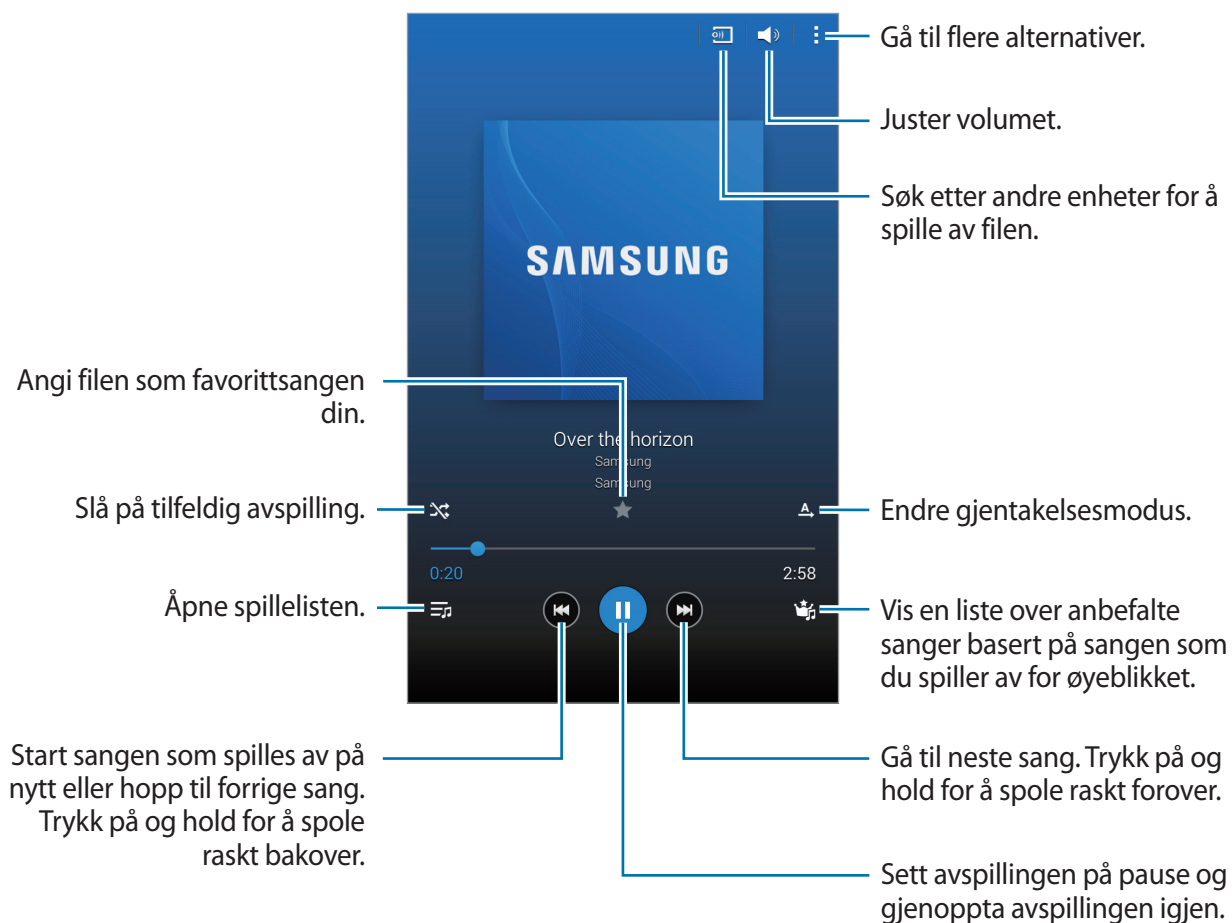 Gå til flere alternativer.
Juster volumet.
Søk etter andre enheter for å
spille av filen.
SAMSUNG
Angi filen som favorittsangen
din.
Over the horizon
Samsung
Samsung
Slå på tilfeldig avspilling.
A
Endre gjentakelsesmodus.
0:20
2:58
Åpne spillelisten.
Vis en liste over anbefalte
sanger basert på sangen som
du spiller av for øyeblikket.
Start sangen som spilles av på
nytt eller hopp til forrige sang.
Trykk på og hold for å spole
raskt bakover.
Gå til neste sang. Trykk på og
hold for å spole raskt forover.
Sett avspillingen på pause og
gjenoppta avspillingen igjen.